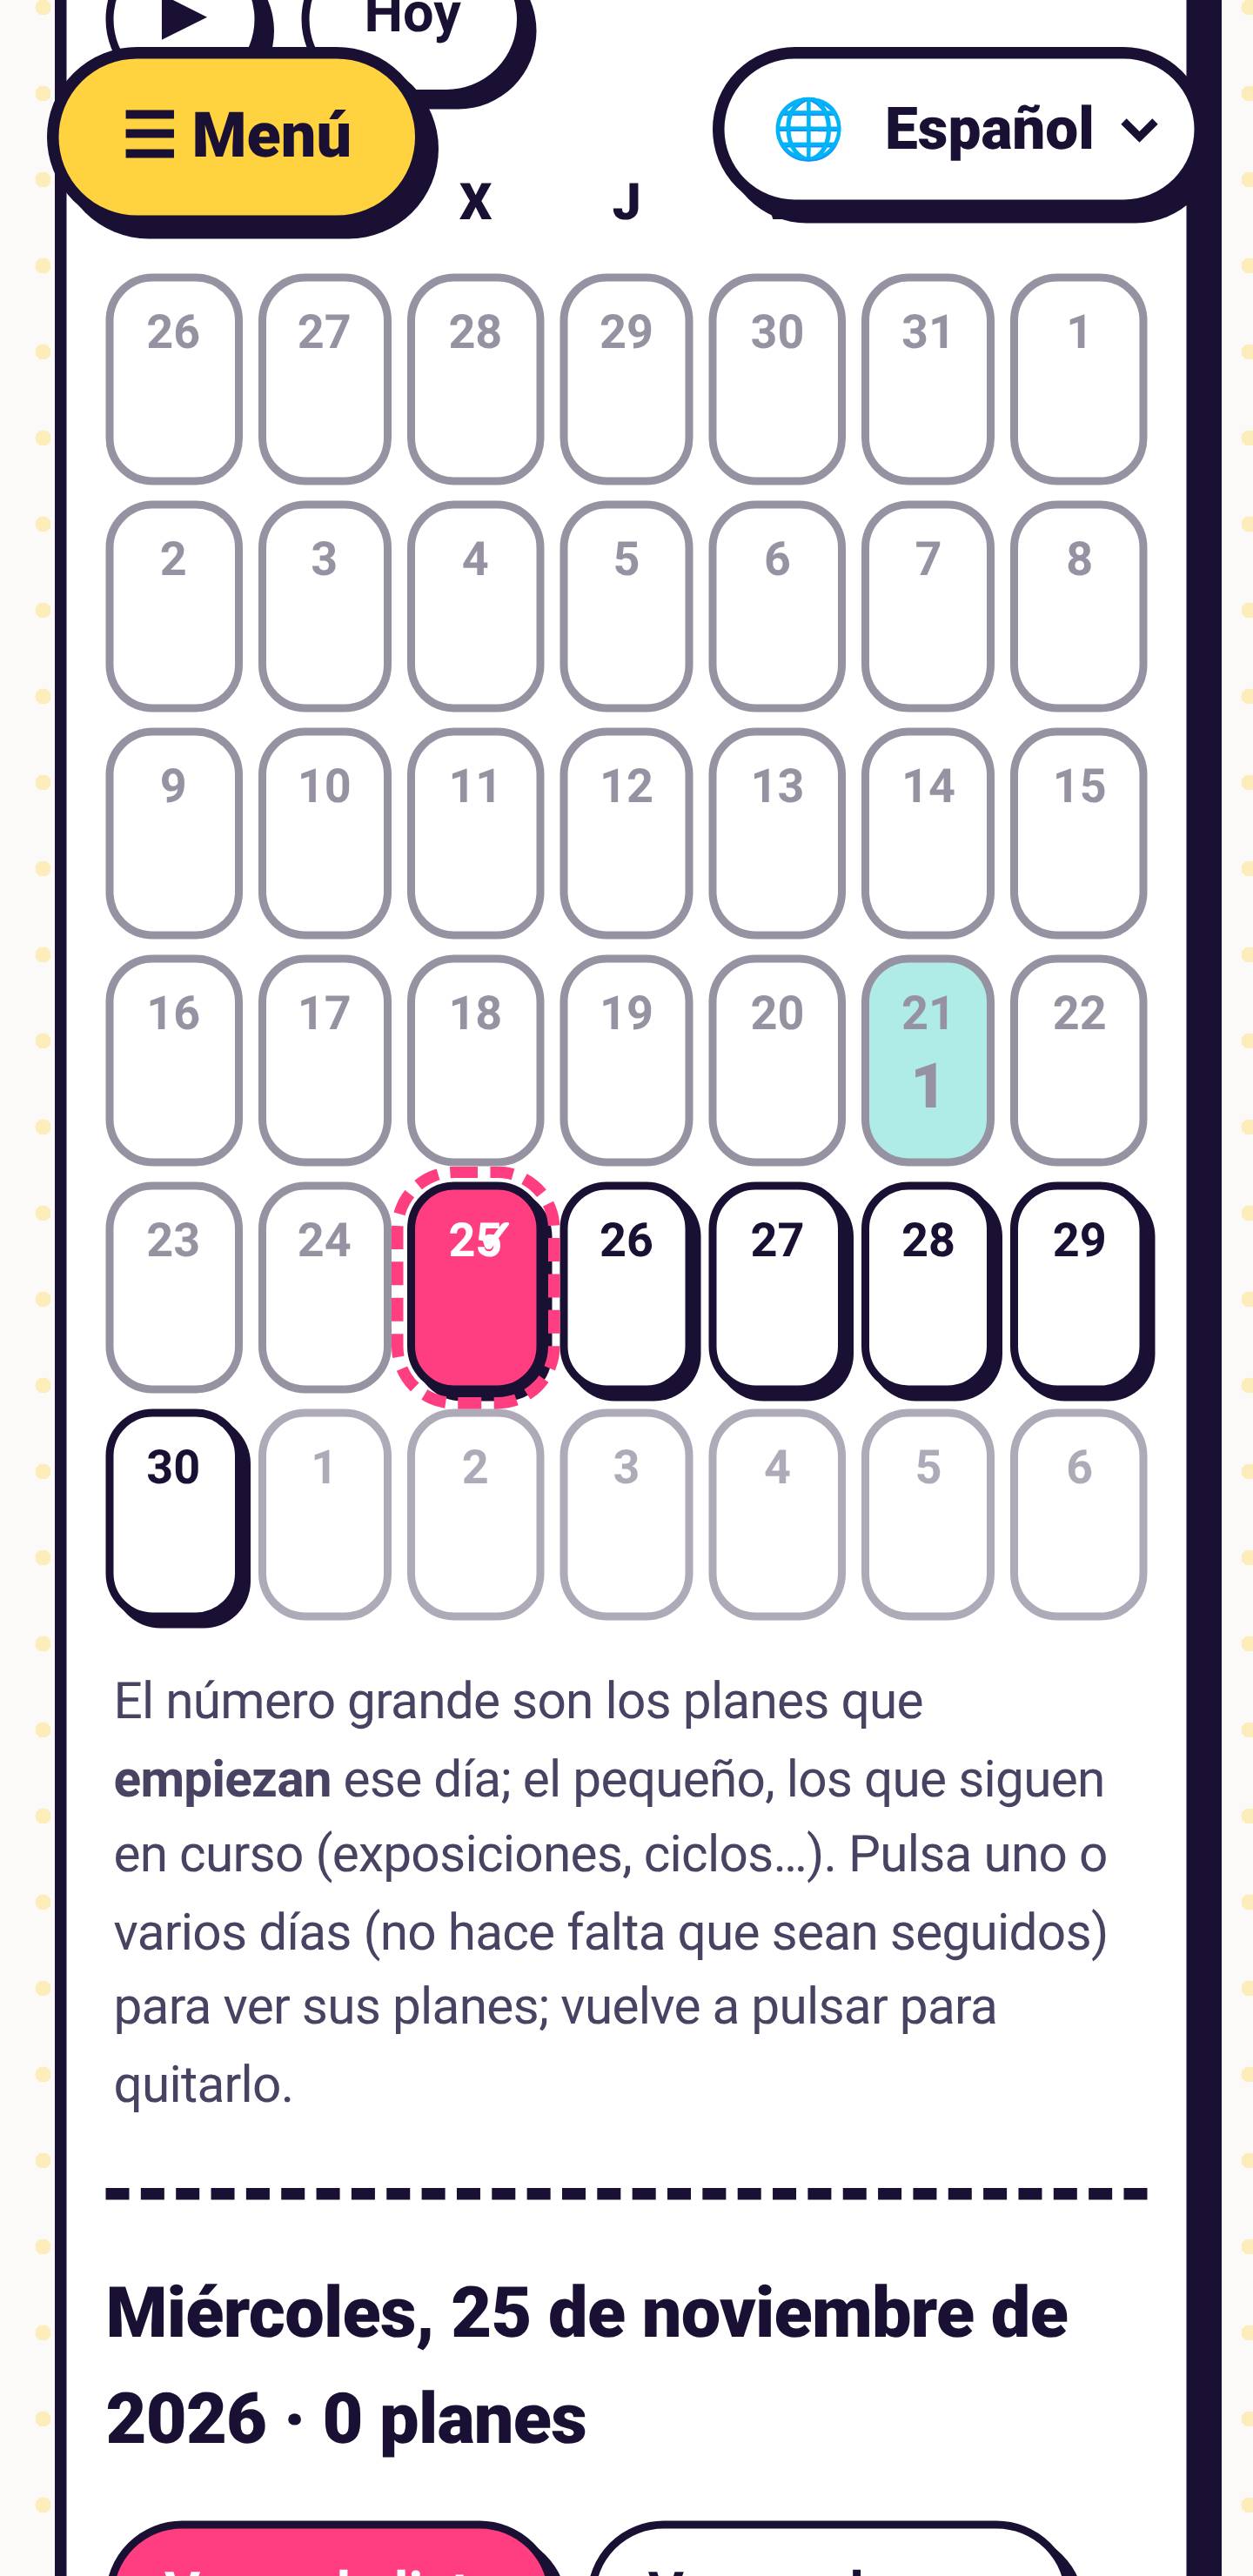 Hoy
☰ Menú
Español
X J
26 27 28 29 30 31 1
2 3 4 5 6 7 8
9 10 11 12 13 14 15
16 17 18 19 20 21 22
1
23 24 25 26 27 28 29
30 1 2 3 4 5 6
El número grande son los planes que
empiezan ese día; el pequeño, los que siguen
en curso (exposiciones, ciclos...). Pulsa uno o
varios días (no hace falta que sean seguidos)
para ver sus planes; vuelve a pulsar para
quitarlo.
Miércoles, 25 de noviembre de
2026 · 0 planes